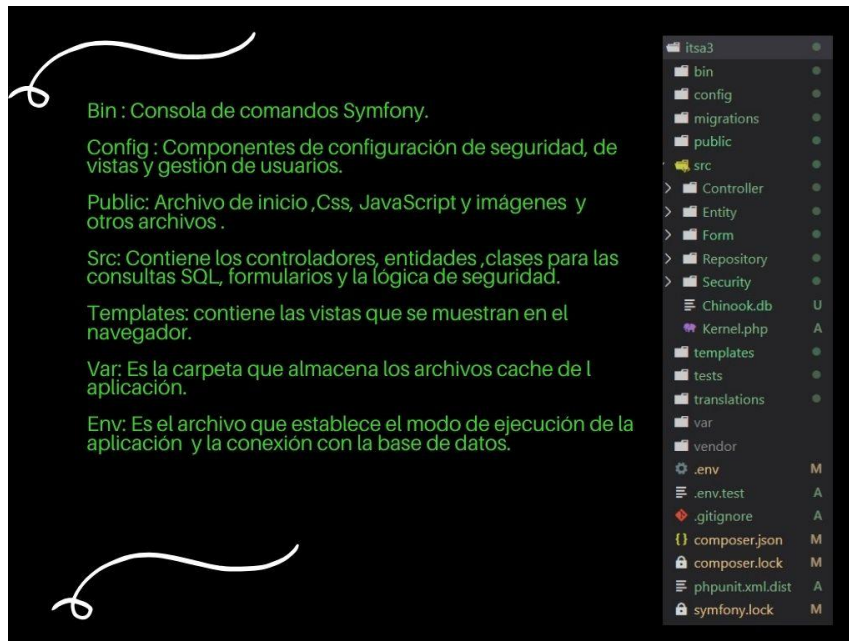 Bin : Consola de comandos Symfony.
Config : Componentes de configuración de seguridad, de
vistas y gestión de usuarios.
Public: Archivo de inicio ,Css, JavaScript y imágenes y
otros archivos .
Src: Contiene los controladores, entidades ,clases para las
consultas SQL, formularios y la lógica de seguridad.
Templates: contiene las vistas que se muestran en el
navegador.
Var: Es la carpeta que almacena los archivos cache de l
aplicación.
Env: Es el archivo que establece el modo de ejecución de la
aplicación y la conexión con la base de datos.
itsa3
bin
config
migrations
public
src
Controller
Entity
Form
Repository
Security
Chinook.db U
Kernel.php A
templates
tests
translations
var
vendor
.env M
.env.test A
.gitignore A
composer.json M
composer.lock M
phpunit.xml.dist A
symfony.lock M